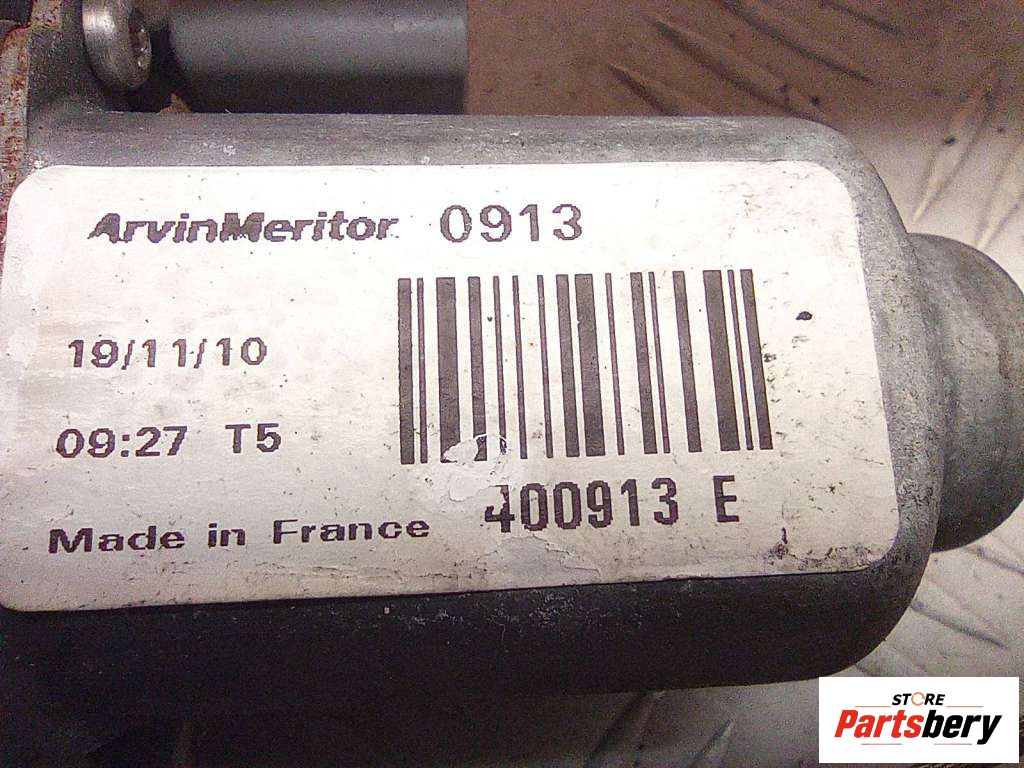 ArvinMeritor 0913
19/11/10
09:27 T5
400913 E
Made in France
STORE
Partsbery